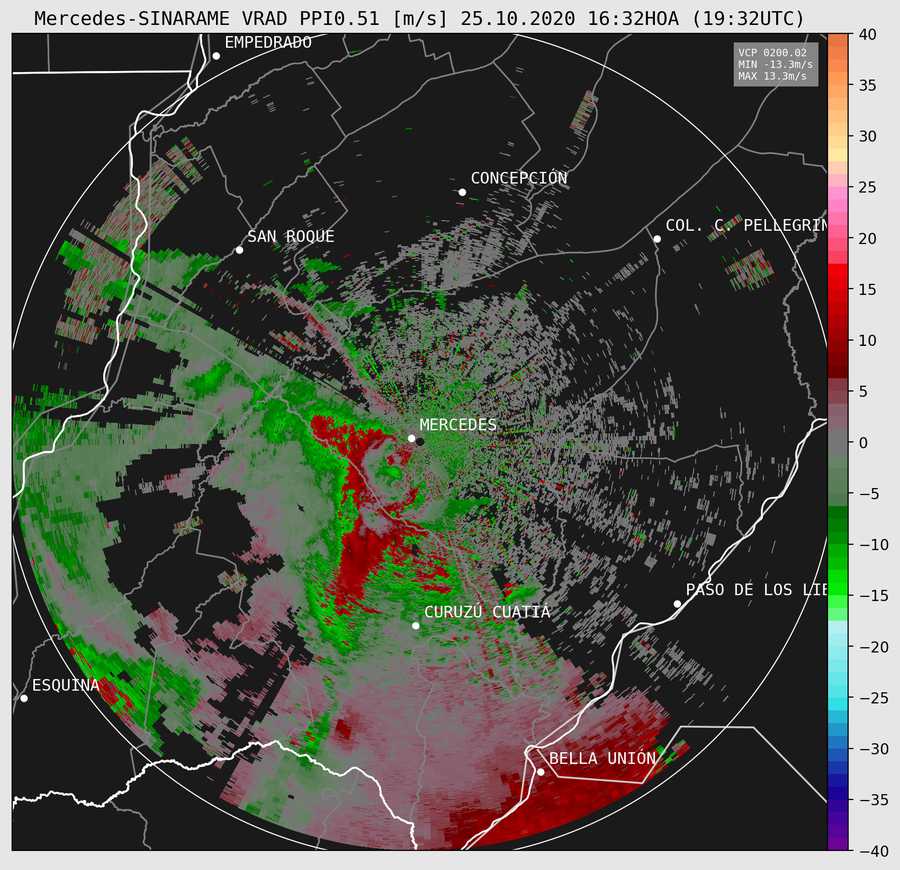 Mercedes-SINARAME VRAD PPI0.51 [m/s] 25.10.2020 16:32HOA (19:32UTC)
EMPEDRADO
VCP 0200.02
MIN -13.3m/s
MAX 13.3m/s
CONCEPCIÓN
SAN ROQUE
COL. C. PELLEGRIN
MERCEDES
PASO DE LOS LIB
CURUZÚ CUATIÁ
ESQUINA
BELLA UNIÓN
40
35
30
25
20
15
10
5
0
−5
−10
−15
−20
−25
−30
−35
−40